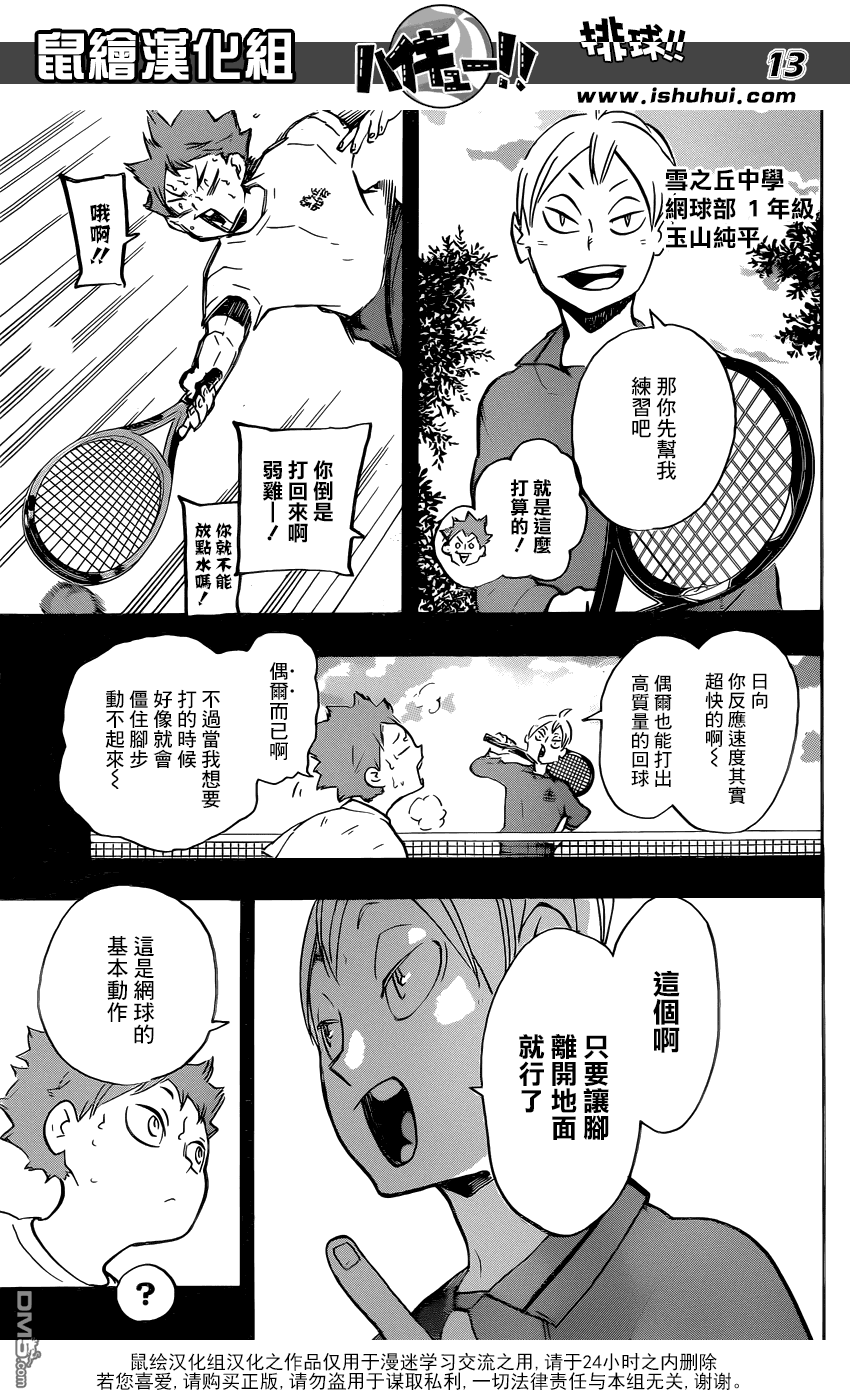 鼠繪漢化組
ハイキュー!!
排球!!
13
www.ishuhui.com
雪之丘中學
網球部 1年級
玉山純平
那你先幫我
練習吧
就是這麼
打算的！
哦啊!!
你倒是
打回來啊
弱雞—！
你就不能
放點水嗎！
日向
你反應速度其實
超快的啊～
偶爾也能打出
高質量的回球
偶爾而已啊
不過當我想要
打的時候
好像就會
僵住腳步
動不起來～
這個啊
只要讓腳
離開地面
就行了
這是網球的
基本動作
?
DM5.com
鼠绘汉化组汉化之作品仅用于漫迷学习交流之用, 请于24小时之内删除
若您喜爱, 请购买正版, 请勿盗用于谋取私利, 一切法律责任与本组无关, 谢谢。